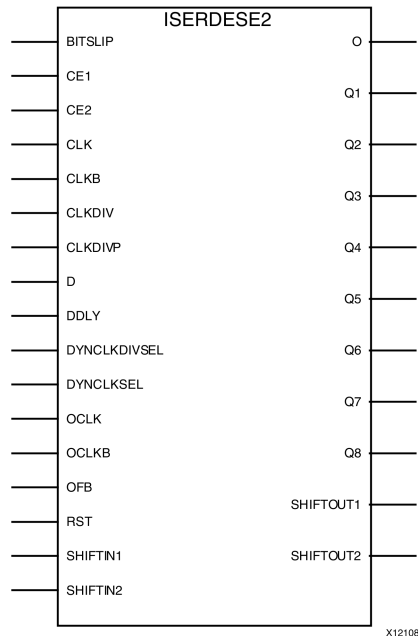 ISERDESE2
BITSLIP
CE1
CE2
CLK
CLKB
CLKDIV
CLKDIVP
D
DDLY
DYNCLKDIVSEL
DYNCLKSEL
OCLK
OCLKB
OFB
RST
SHIFTIN1
SHIFTIN2
O
Q1
Q2
Q3
Q4
Q5
Q6
Q7
Q8
SHIFTOUT1
SHIFTOUT2
X12106